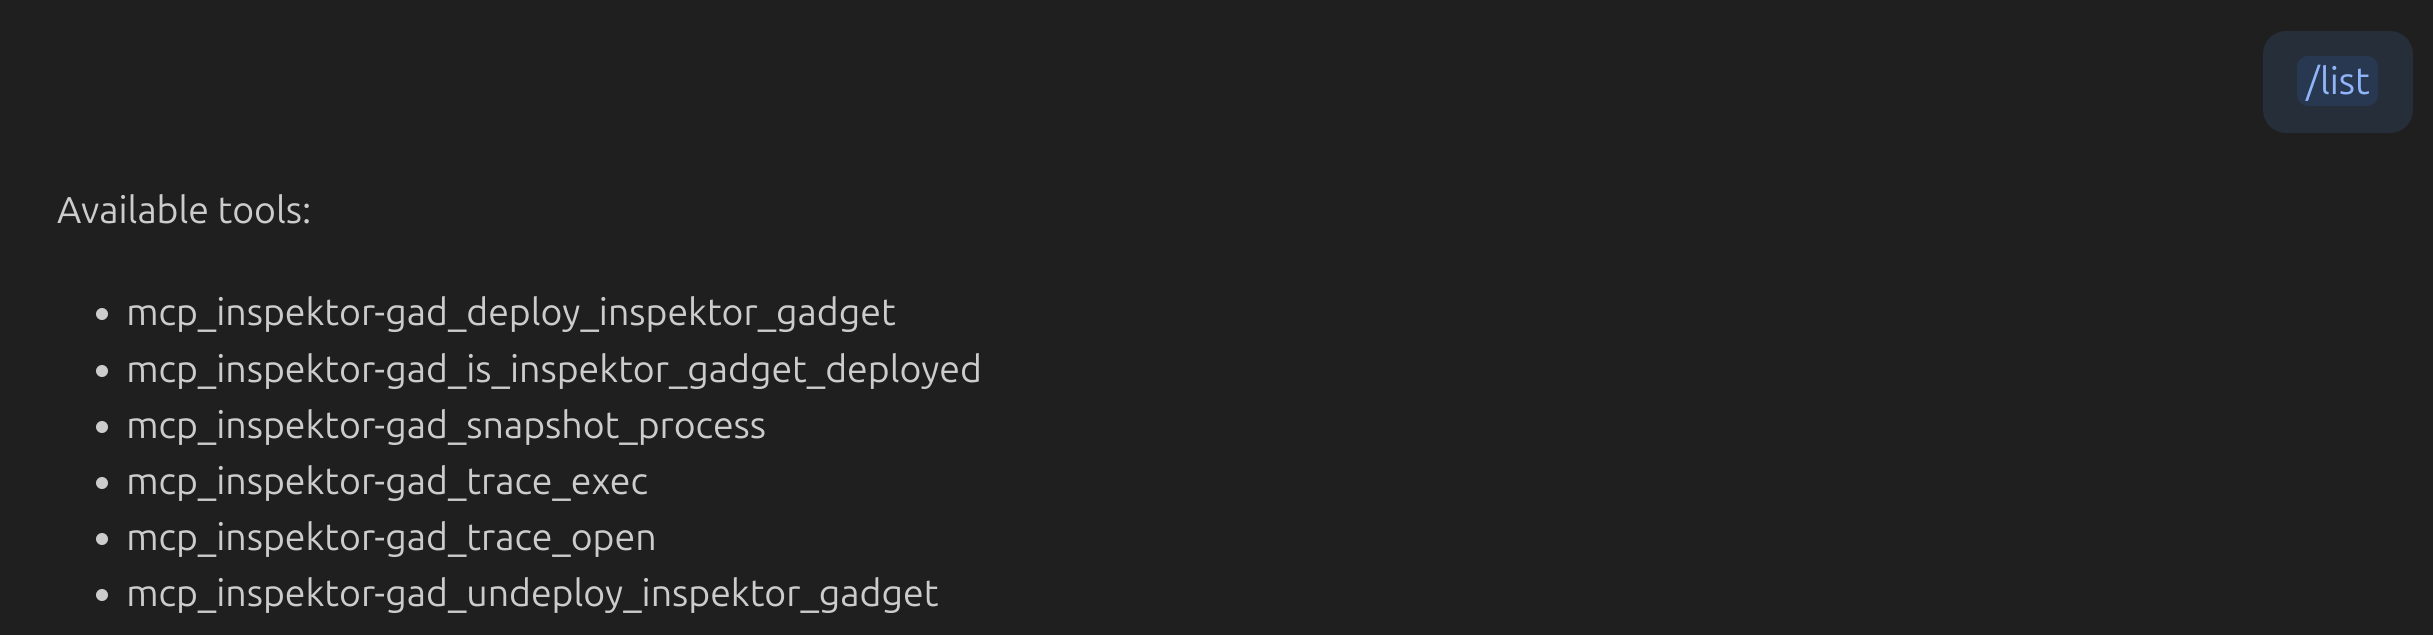 /list
Available tools:
• mcp_inspektor-gad_deploy_inspektor_gadget
• mcp_inspektor-gad_is_inspektor_gadget_deployed
• mcp_inspektor-gad_snapshot_process
• mcp_inspektor-gad_trace_exec
• mcp_inspektor-gad_trace_open
• mcp_inspektor-gad_undeploy_inspektor_gadget